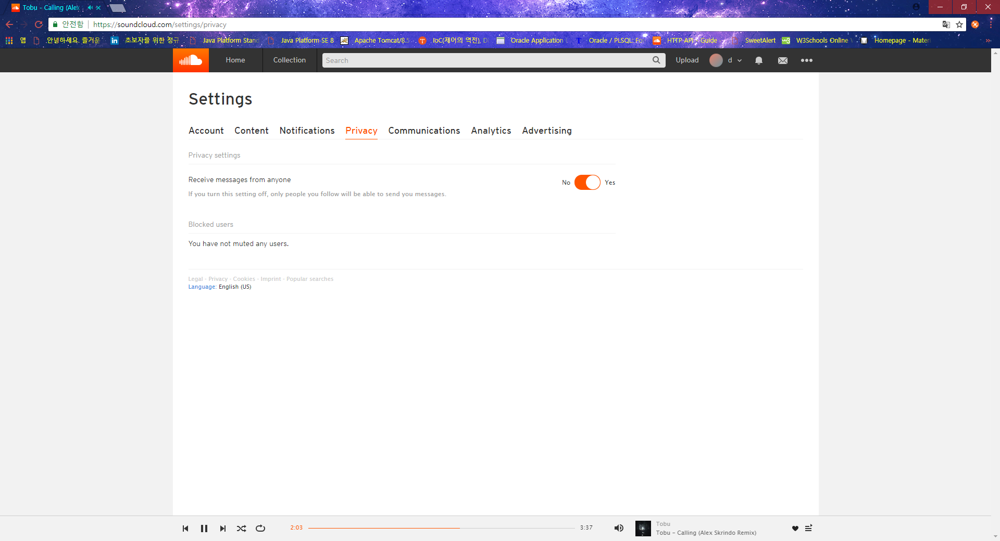 Tobu - Calling (Alex
안전함 https://soundcloud.com/settings/privacy
앱 안녕하세요. 즐거운 초보자를 위한 정규 Java Platform Stand Java Platform SE 8 Apache Tomcat/8.5 IoC(제어의 역전), D Oracle Application Oracle / PLSQL: HTTP API - Guide SweetAlert W3Schools Online Homepage - Materi
Home Collection Search Upload d
Settings
Account Content Notifications Privacy Communications Analytics Advertising
Privacy settings
Receive messages from anyone
No Yes
If you turn this setting off, only people you follow will be able to send you messages.
Blocked users
You have not muted any users.
Legal - Privacy - Cookies - Imprint - Popular searches
Language: English (US)
2:03 3:37
Tobu
Tobu - Calling (Alex Skrindo Remix)